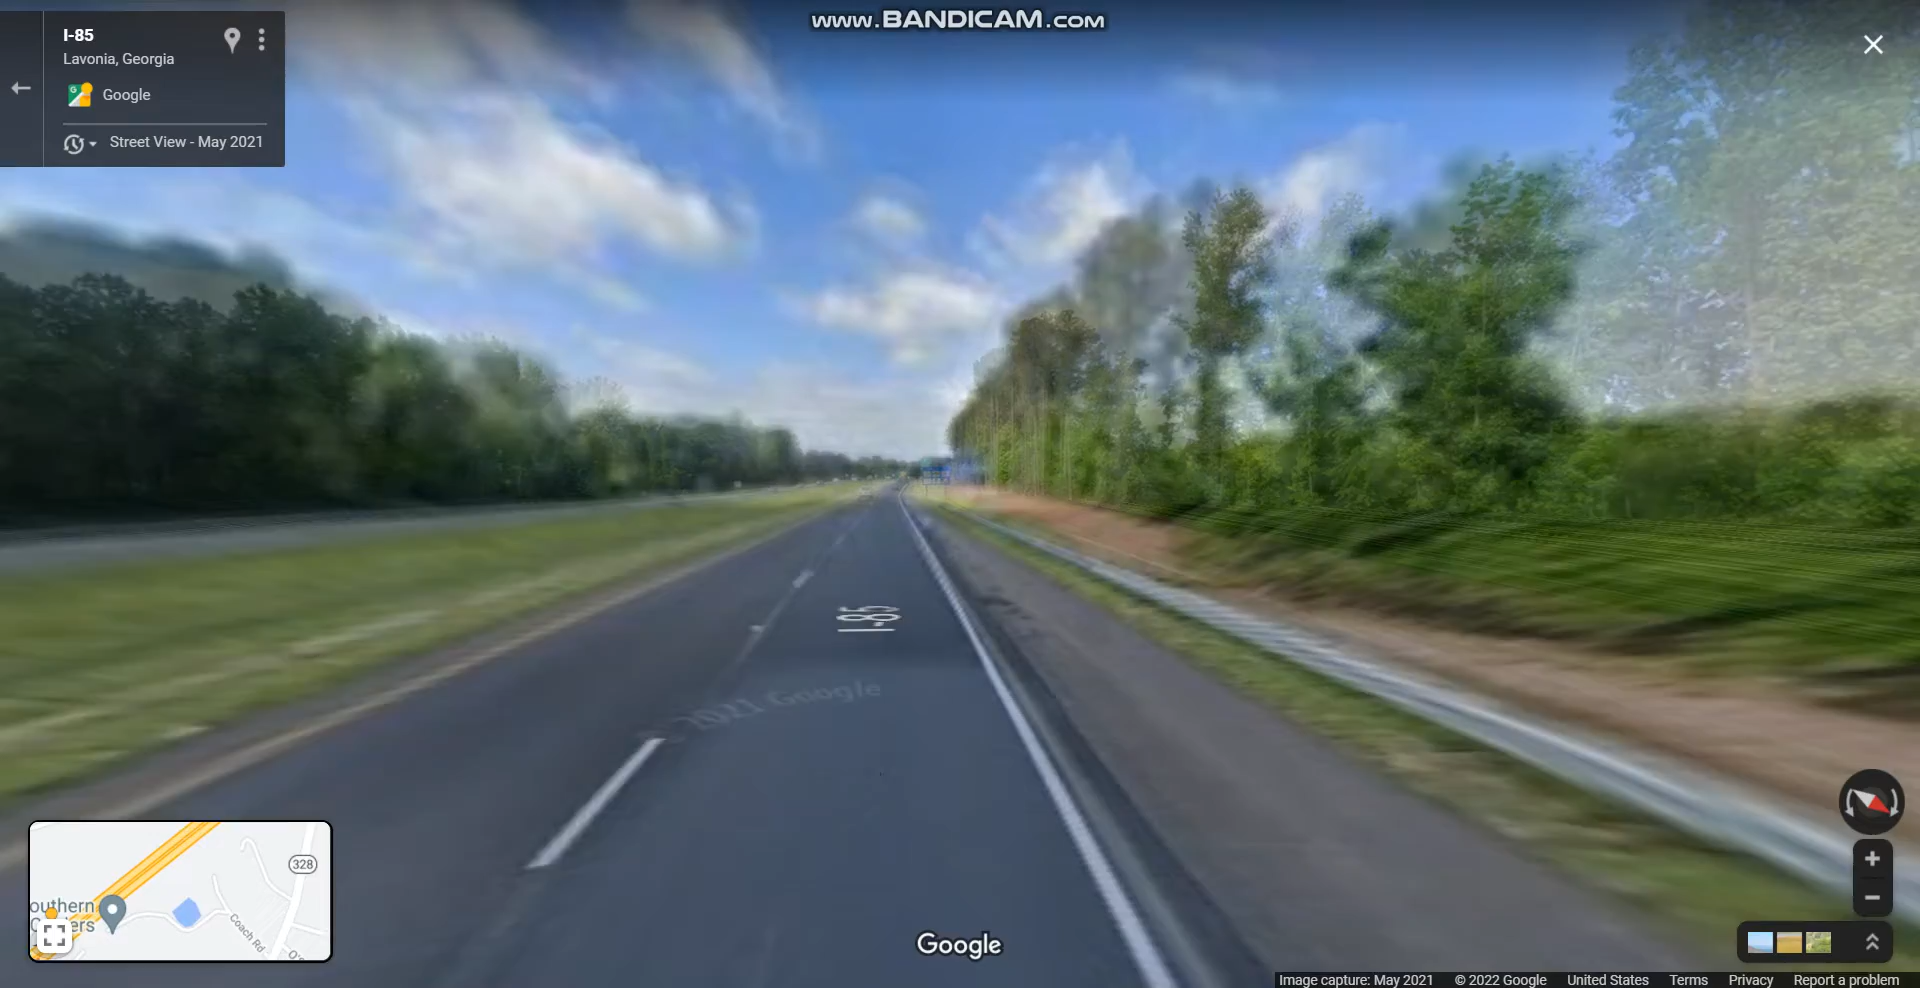 www.BANDICAM.com
I-85
Lavonia, Georgia
Google
Street View - May 2021
I-85
2021 Google
328
outhern
Coach Rd
Google
Image capture: May 2021 © 2022 Google United States Terms Privacy Report a problem